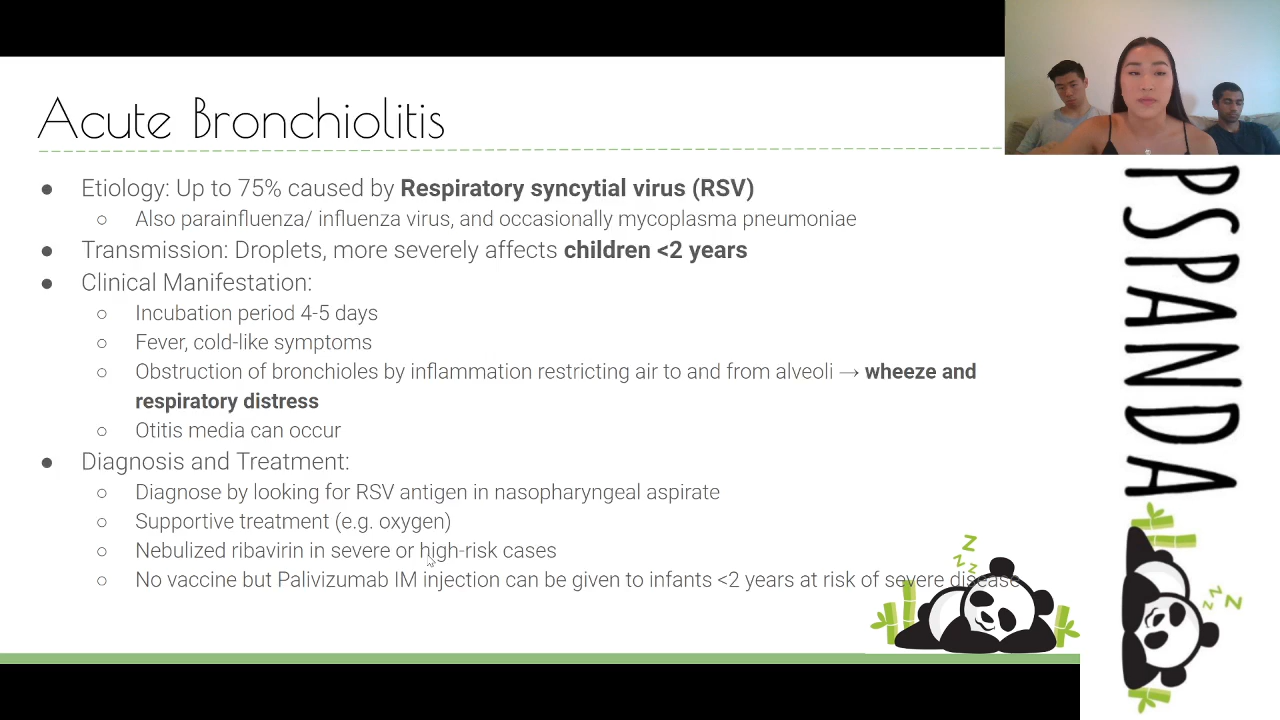 Acute Bronchiolitis
● Etiology: Up to 75% caused by Respiratory syncytial virus (RSV)
○ Also parainfluenza/ influenza virus, and occasionally mycoplasma pneumoniae
● Transmission: Droplets, more severely affects children <2 years
● Clinical Manifestation:
○ Incubation period 4-5 days
○ Fever, cold-like symptoms
○ Obstruction of bronchioles by inflammation restricting air to and from alveoli → wheeze and
respiratory distress
○ Otitis media can occur
● Diagnosis and Treatment:
○ Diagnose by looking for RSV antigen in nasopharyngeal aspirate
○ Supportive treatment (e.g. oxygen)
○ Nebulized ribavirin in severe or high-risk cases
○ No vaccine but Palivizumab IM injection can be given to infants <2 years at risk of severe disease
z z z
PSPANDA
z z z